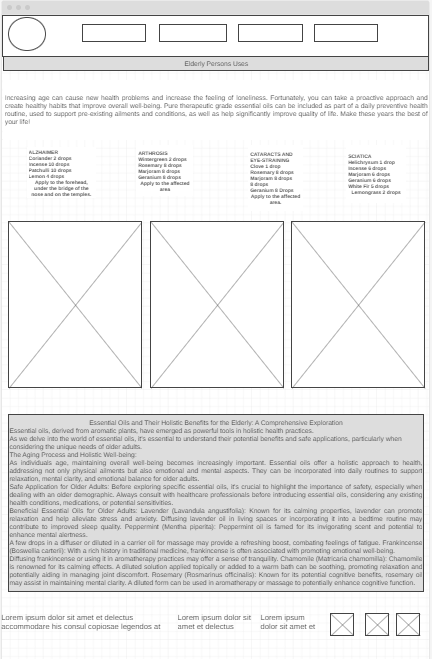 Elderly Persons Uses
Increasing age can cause new health problems and increase the feeling of loneliness. Fortunately, you can take a proactive approach and
create healthy habits that improve overall well-being. Pure therapeutic grade essential oils can be included as part of a daily preventive health
routine, used to support pre-existing ailments and conditions, as well as help significantly improve quality of life. Make these years the best of
your life!
ALZHAIMER
Coriander 2 drops
Incense 10 drops
Patchulli 10 drops
Lemon 4 drops
Apply to the forehead,
under the bridge of the
nose and on the temples.
ARTHROSIS
Wintergreen 2 drops
Rosemary 6 drops
Marjoram 8 drops
Geranium 8 drops
Apply to the affected
area
CATARACTS AND
EYE-STRAINING
Clove 1 drop
Rosemary 8 drops
Marjoram 8 drops
8 drops
Geranium 8 Drops
Apply to the affected
area.
SCIATICA
Helichrysum 1 drop
Incense 6 drops
Marjoram 6 drops
Geranium 6 drops
White Fir 5 drops
Lemongrass 2 drops
Essential Oils and Their Holistic Benefits for the Elderly: A Comprehensive Exploration
Essential oils, derived from aromatic plants, have emerged as powerful tools in holistic health practices.
As we delve into the world of essential oils, it's essential to understand their potential benefits and safe applications, particularly when
considering the unique needs of older adults.
The Aging Process and Holistic Well-being:
As individuals age, maintaining overall well-being becomes increasingly important. Essential oils offer a holistic approach to health,
addressing not only physical ailments but also emotional and mental aspects. They can be incorporated into daily routines to support
relaxation, mental clarity, and emotional balance for older adults.
Safe Application Tips: Before exploring specific essential oils, it's crucial to highlight the importance of safety, especially when
dealing with an older demographic. Always consult with healthcare professionals before introducing essential oils, considering any existing
health conditions, medications, or potential sensitivities.
Beneficial Essential Oils for Older Adults: Lavender (Lavandula angustifolia): Known for its calming properties, lavender can promote
relaxation and help alleviate stress and anxiety. Diffusing lavender oil in living spaces or incorporating it into a bedtime routine may
contribute to improved sleep quality. Peppermint (Mentha piperita): Peppermint oil is famed for its invigorating scent and potential to
enhance mental alertness.
A few drops in a diffuser or diluted in a carrier oil for massage may provide a refreshing boost, combating feelings of fatigue. Frankincense
(Boswellia carterii): With a rich history in traditional medicine, frankincense is often associated with promoting emotional well-being.
Diffusing frankincense oil or using it in aromatherapy practices may offer a sense of tranquility. Chamomile (Matricaria chamomilla): Chamomile
is renowned for its calming effects. A diluted solution applied topically or added to a warm bath can be soothing, promoting relaxation and
potentially aiding in managing joint discomfort. Rosemary (Rosmarinus officinalis): Known for its potential cognitive benefits, rosemary oil
may assist in maintaining mental clarity. A diluted form can be used in aromatherapy or massage to potentially enhance cognitive function.
Lorem ipsum dolor sit amet et delectus
accommodare his consul copiosae legendos at
Lorem ipsum dolor sit
amet et delectus
Lorem ipsum
dolor sit amet et